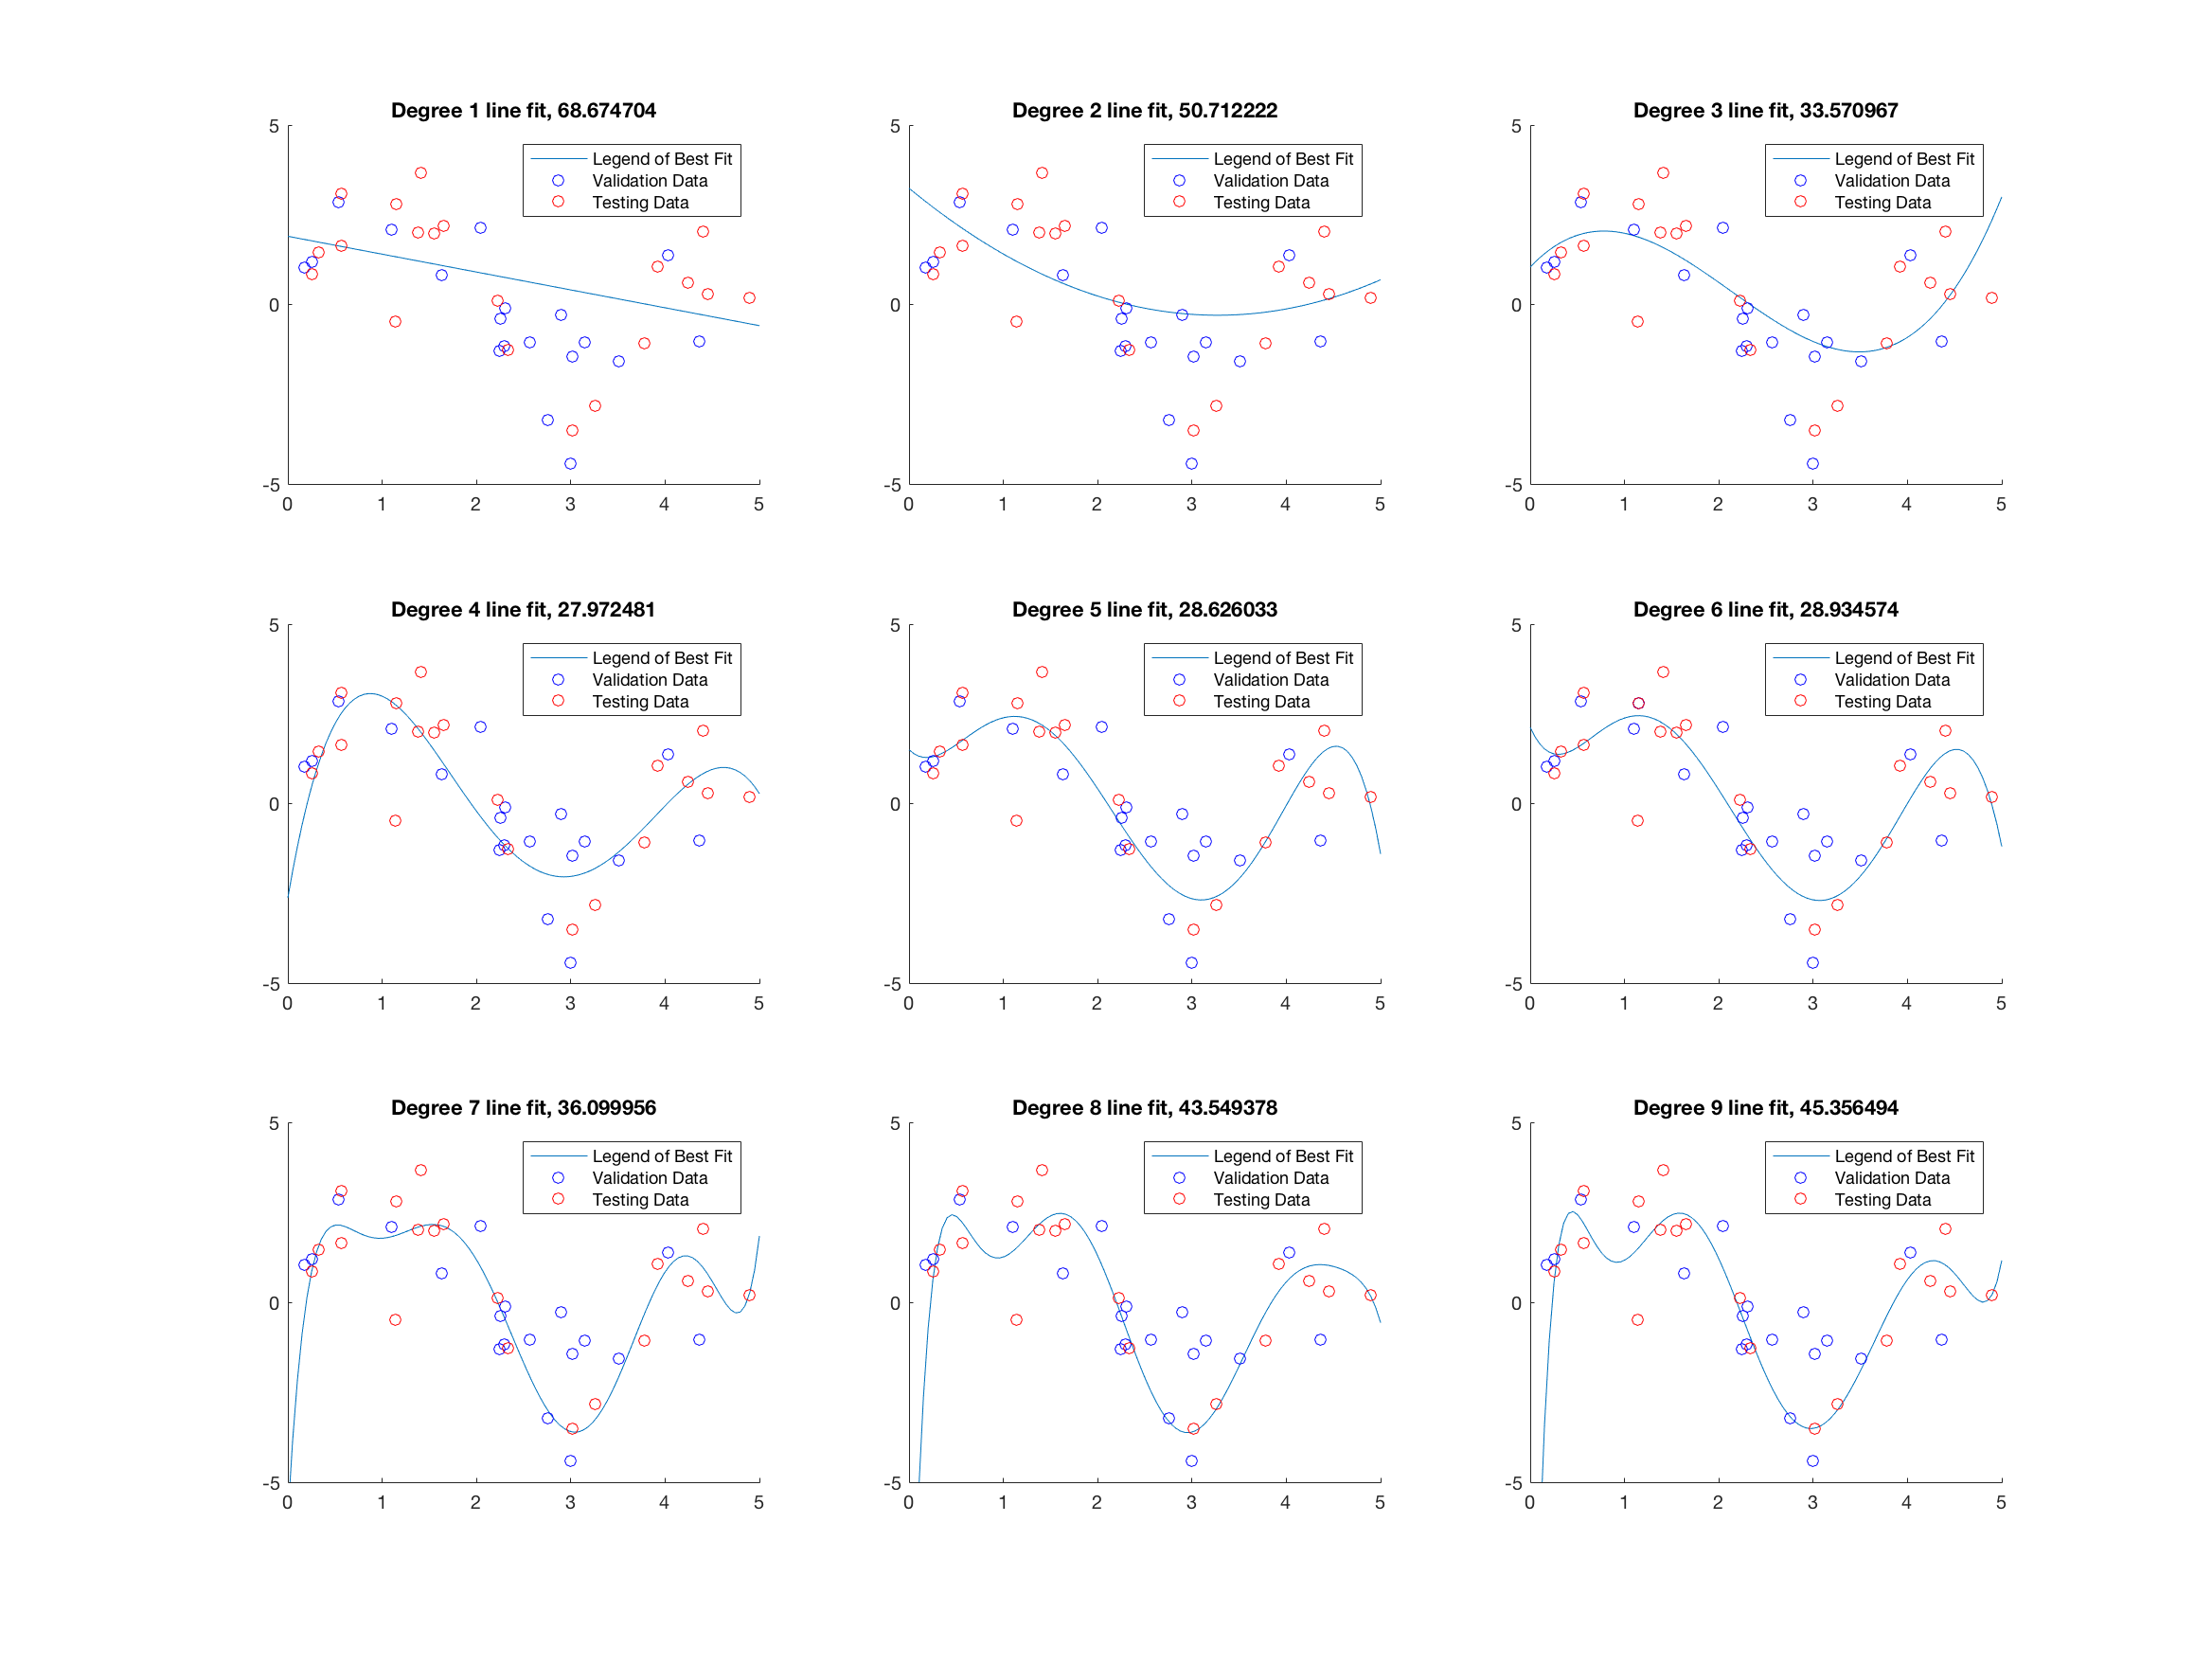 Degree 1 line fit, 68.674704
5
0
-5
0 1 2 3 4 5
Legend of Best Fit
Validation Data
Testing Data
Degree 2 line fit, 50.712222
5
0
-5
0 1 2 3 4 5
Legend of Best Fit
Validation Data
Testing Data
Degree 3 line fit, 33.570967
5
0
-5
0 1 2 3 4 5
Legend of Best Fit
Validation Data
Testing Data
Degree 4 line fit, 27.972481
5
0
-5
0 1 2 3 4 5
Legend of Best Fit
Validation Data
Testing Data
Degree 5 line fit, 28.626033
5
0
-5
0 1 2 3 4 5
Legend of Best Fit
Validation Data
Testing Data
Degree 6 line fit, 28.934574
5
0
-5
0 1 2 3 4 5
Legend of Best Fit
Validation Data
Testing Data
Degree 7 line fit, 36.099956
5
0
-5
0 1 2 3 4 5
Legend of Best Fit
Validation Data
Testing Data
Degree 8 line fit, 43.549378
5
0
-5
0 1 2 3 4 5
Legend of Best Fit
Validation Data
Testing Data
Degree 9 line fit, 45.356494
5
0
-5
0 1 2 3 4 5
Legend of Best Fit
Validation Data
Testing Data